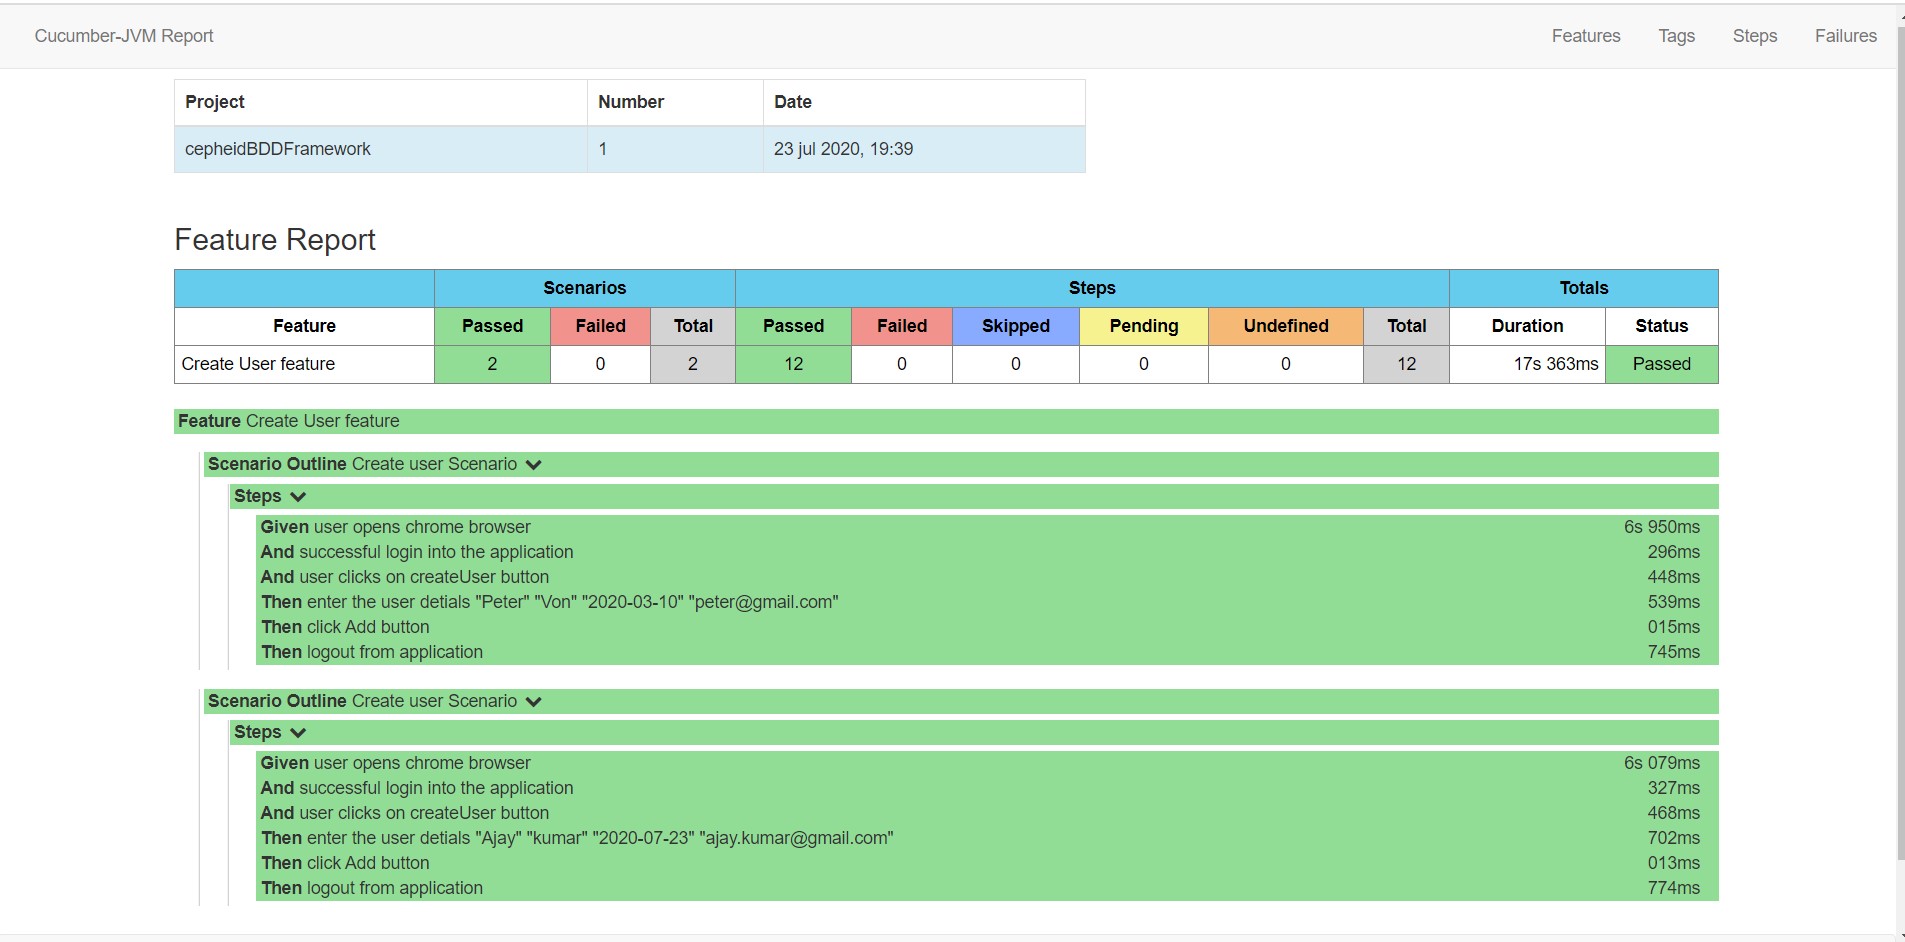 Cucumber-JVM Report Features Tags Steps Failures
Project Number Date
cepheidBDDFramework 1 23 jul 2020, 19:39
Feature Report
Scenarios Steps Totals
Feature Passed Failed Total Passed Failed Skipped Pending Undefined Total Duration Status
Create User feature 2 0 2 12 0 0 0 0 12 17s 363ms Passed
Feature Create User feature
Scenario Outline Create user Scenario
Steps
Given user opens chrome browser 6s 950ms
And successful login into the application 296ms
And user clicks on createUser button 448ms
Then enter the user detials "Peter" "Von" "2020-03-10" "peter@gmail.com" 539ms
Then click Add button 015ms
Then logout from application 745ms
Scenario Outline Create user Scenario
Steps
Given user opens chrome browser 6s 079ms
And successful login into the application 327ms
And user clicks on createUser button 468ms
Then enter the user detials "Ajay" "kumar" "2020-07-23" "ajay.kumar@gmail.com" 702ms
Then click Add button 013ms
Then logout from application 774ms